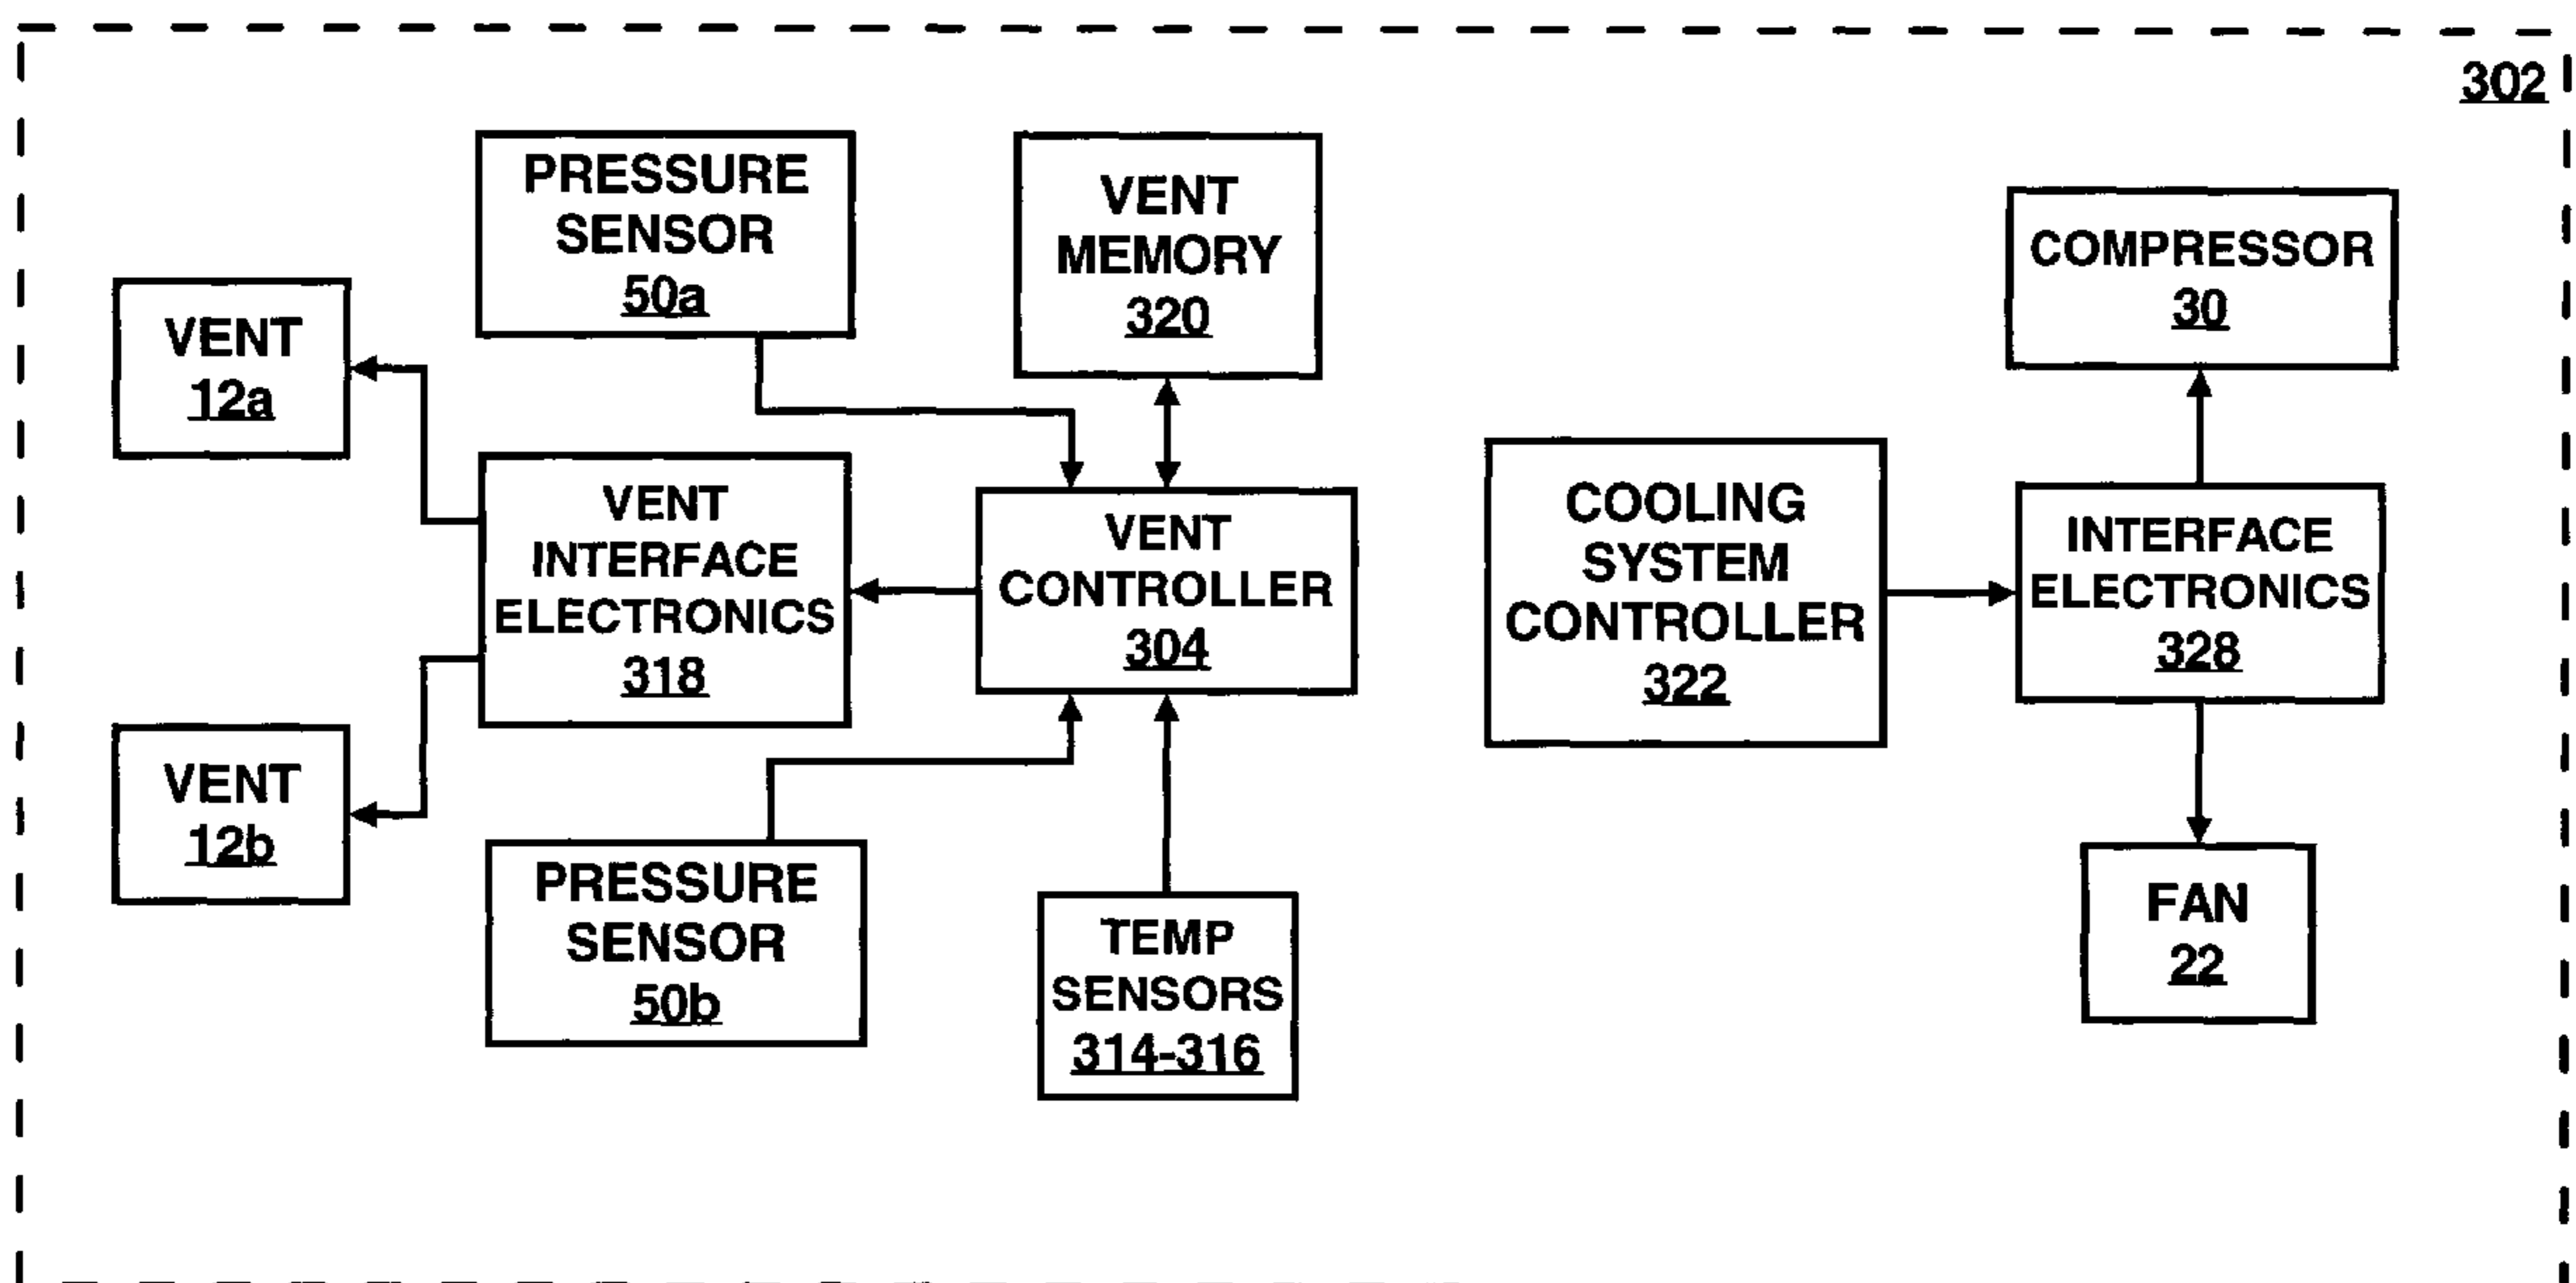 302
PRESSURE
SENSOR
50a
VENT
MEMORY
320
COMPRESSOR
30
VENT
12a
VENT
INTERFACE
ELECTRONICS
318
VENT
CONTROLLER
304
COOLING
SYSTEM
CONTROLLER
322
INTERFACE
ELECTRONICS
328
VENT
12b
PRESSURE
SENSOR
50b
TEMP
SENSORS
314-316
FAN
22